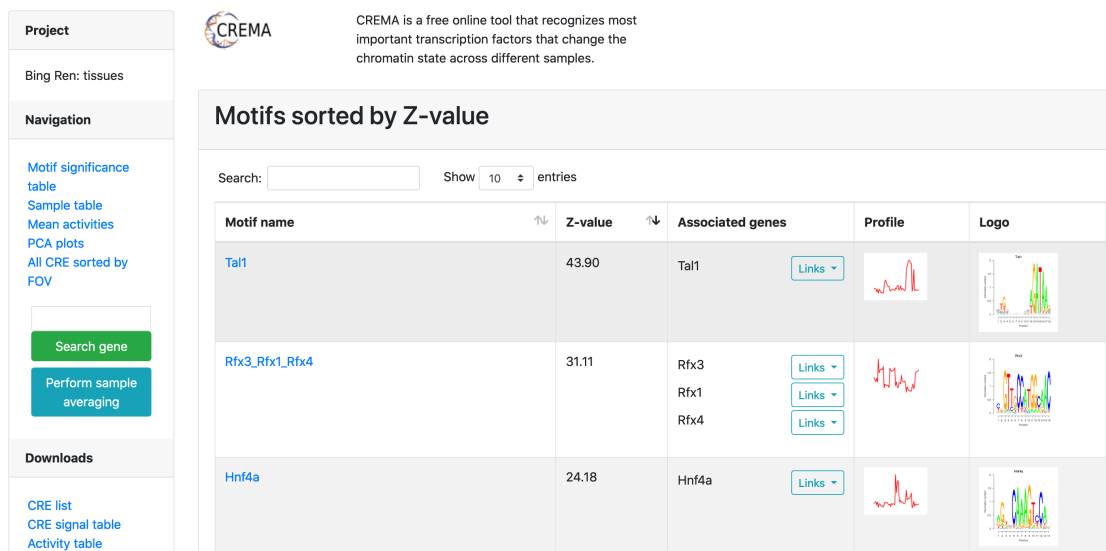 Project
Bing Ren: tissues
Navigation
Motif significance
table
Sample table
Mean activities
PCA plots
All CRE sorted by
FOV
Search gene
Perform sample
averaging
Downloads
CRE list
CRE signal table
Activity table
CREMA
CREMA is a free online tool that recognizes most
important transcription factors that change the
chromatin state across different samples.
Motifs sorted by Z-value
Search:
Show 10 entries
Motif name Z-value Associated genes Profile Logo
Tal1 43.90 Tal1 Links
Rfx3_Rfx1_Rfx4 31.11 Rfx3 Links
Rfx1 Links
Rfx4 Links
Hnf4a 24.18 Hnf4a Links